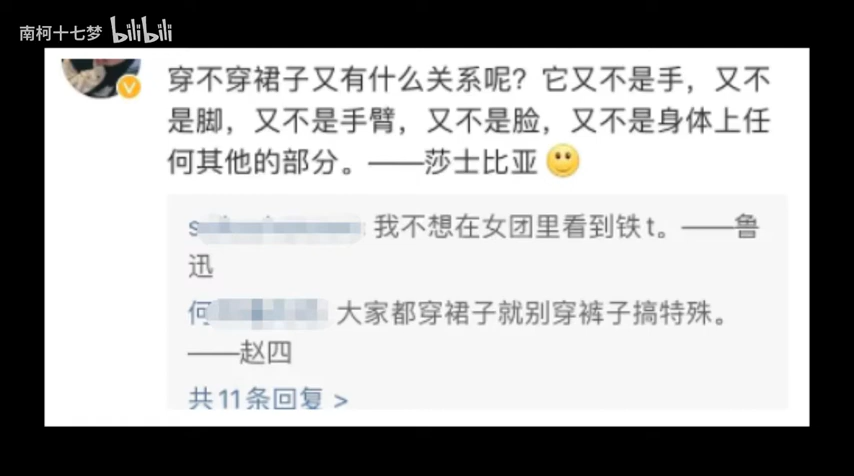 南柯十七梦 bilibili
穿不穿裙子又有什么关系呢？它又不是手，又不
是脚，又不是手臂，又不是脸，又不是身体上任
何其他的部分。——莎士比亚
我不想在女团里看到铁t。——鲁
迅
何 大家都穿裙子就别穿裤子搞特殊。
——赵四
共11条回复 >